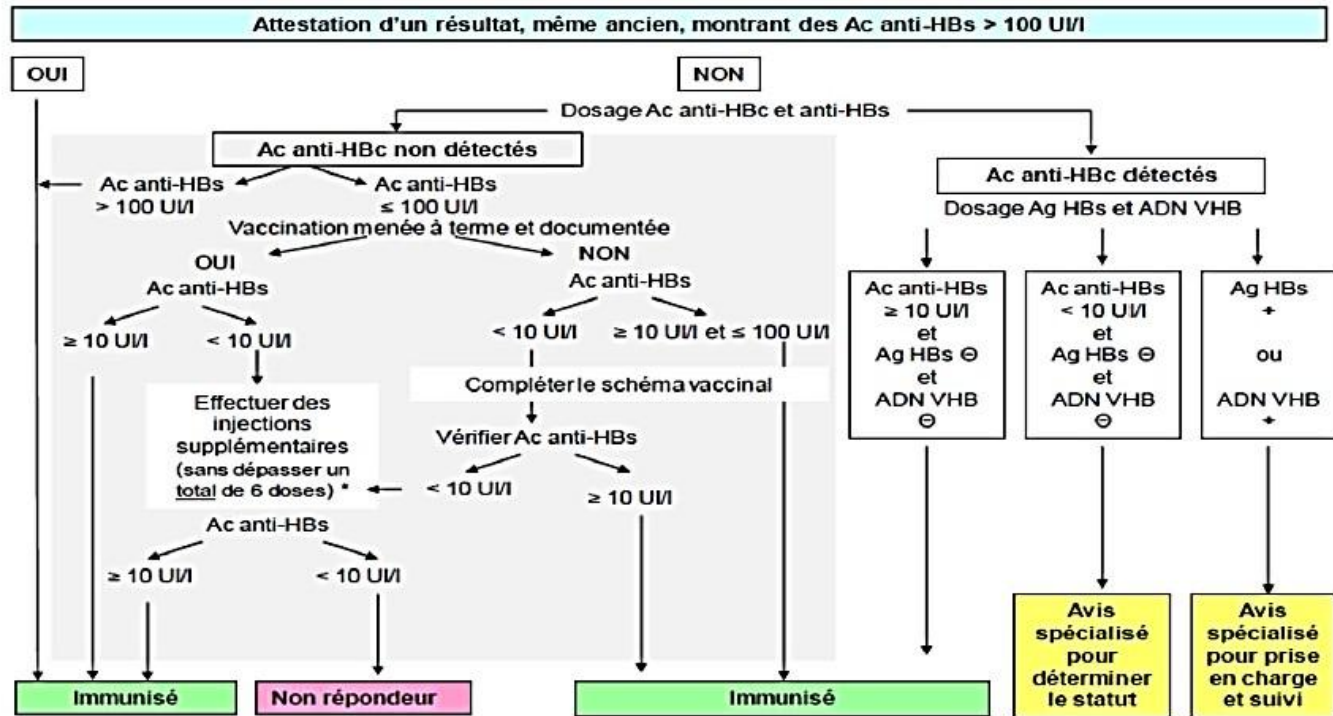 Attestation d'un résultat, même ancien, montrant des Ac anti-HBs > 100 UI/l
OUI
NON
Dosage Ac anti-HBc et anti-HBs
Ac anti-HBc non détectés
Ac anti-HBs
> 100 UI/l
Ac anti-HBs
≤ 100 UI/l
Vaccination menée à terme et documentée
OUI
Ac anti-HBs
≥ 10 UI/l
< 10 UI/l
Effectuer des
injections
supplémentaires
(sans dépasser un
total de 6 doses) *
Ac anti-HBs
≥ 10 UI/l
< 10 UI/l
NON
Ac anti-HBs
< 10 UI/l
≥ 10 UI/l et ≤ 100 UI/l
Compléter le schéma vaccinal
Vérifier Ac anti-HBs
< 10 UI/l
≥ 10 UI/l
Ac anti-HBc détectés
Dosage Ag HBs et ADN VHB
Ac anti-HBs
≥ 10 UI/l
et
Ag HBs ⊖
et
ADN VHB
⊖
Ac anti-HBs
< 10 UI/l
et
Ag HBs ⊖
et
ADN VHB
⊖
Ag HBs
+
ou
ADN VHB
+
Immunisé
Non répondeur
Immunisé
Avis
spécialisé
pour
déterminer
le statut
Avis
spécialisé
pour prise
en charge
et suivi